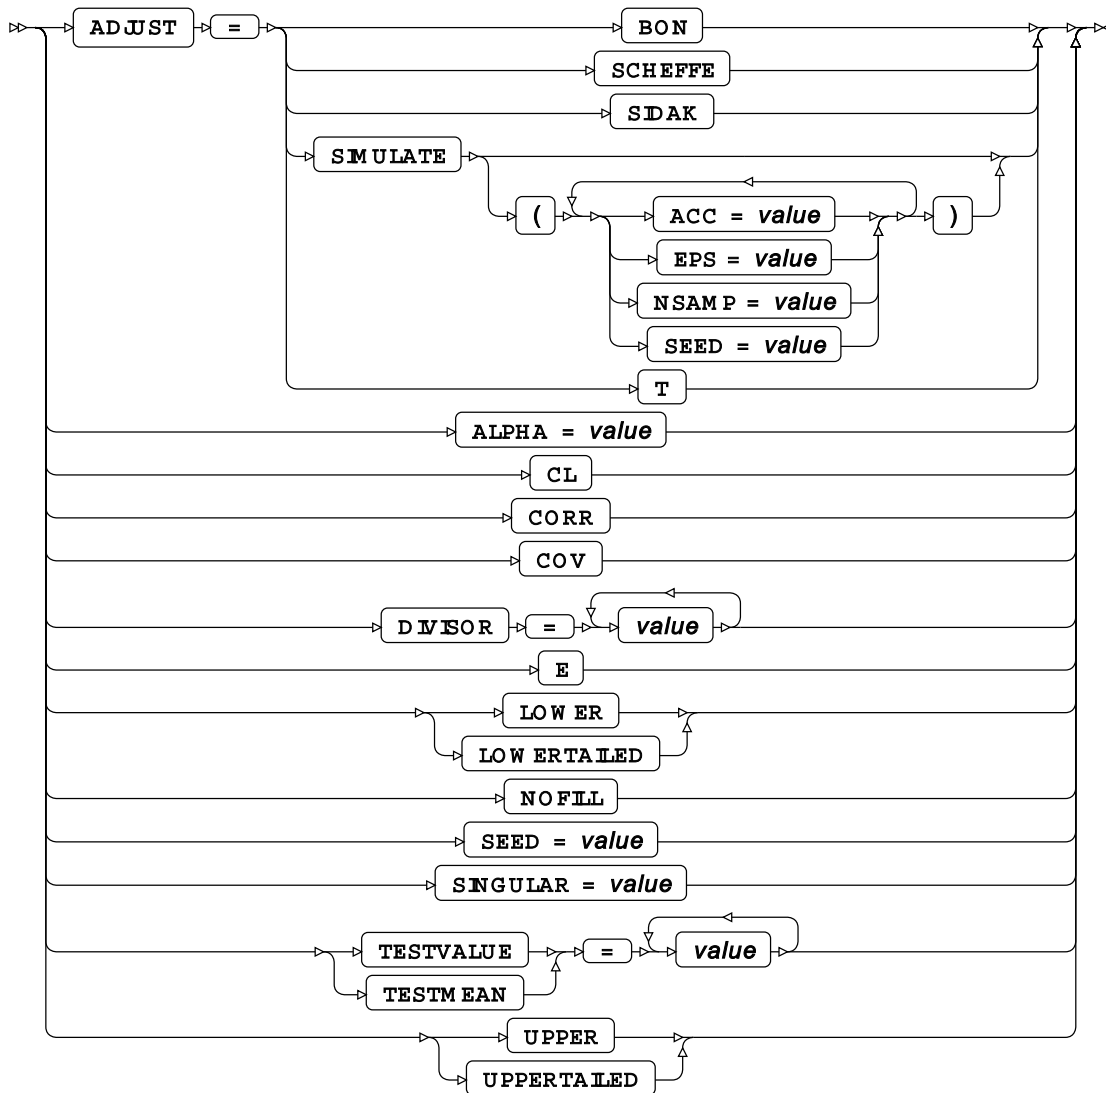 ADJUST = BON
SCHEFFE
SIDAK
SIMULATE
( ACC = value )
EPS = value
NSAMP = value
SEED = value
T
ALPHA = value
CL
CORR
COV
DIVISOR = value
E
LOWER
LOWERTAILED
NOFILL
SEED = value
SINGULAR = value
TESTVALUE = value
TESTMEAN
UPPER
UPPERTAILED